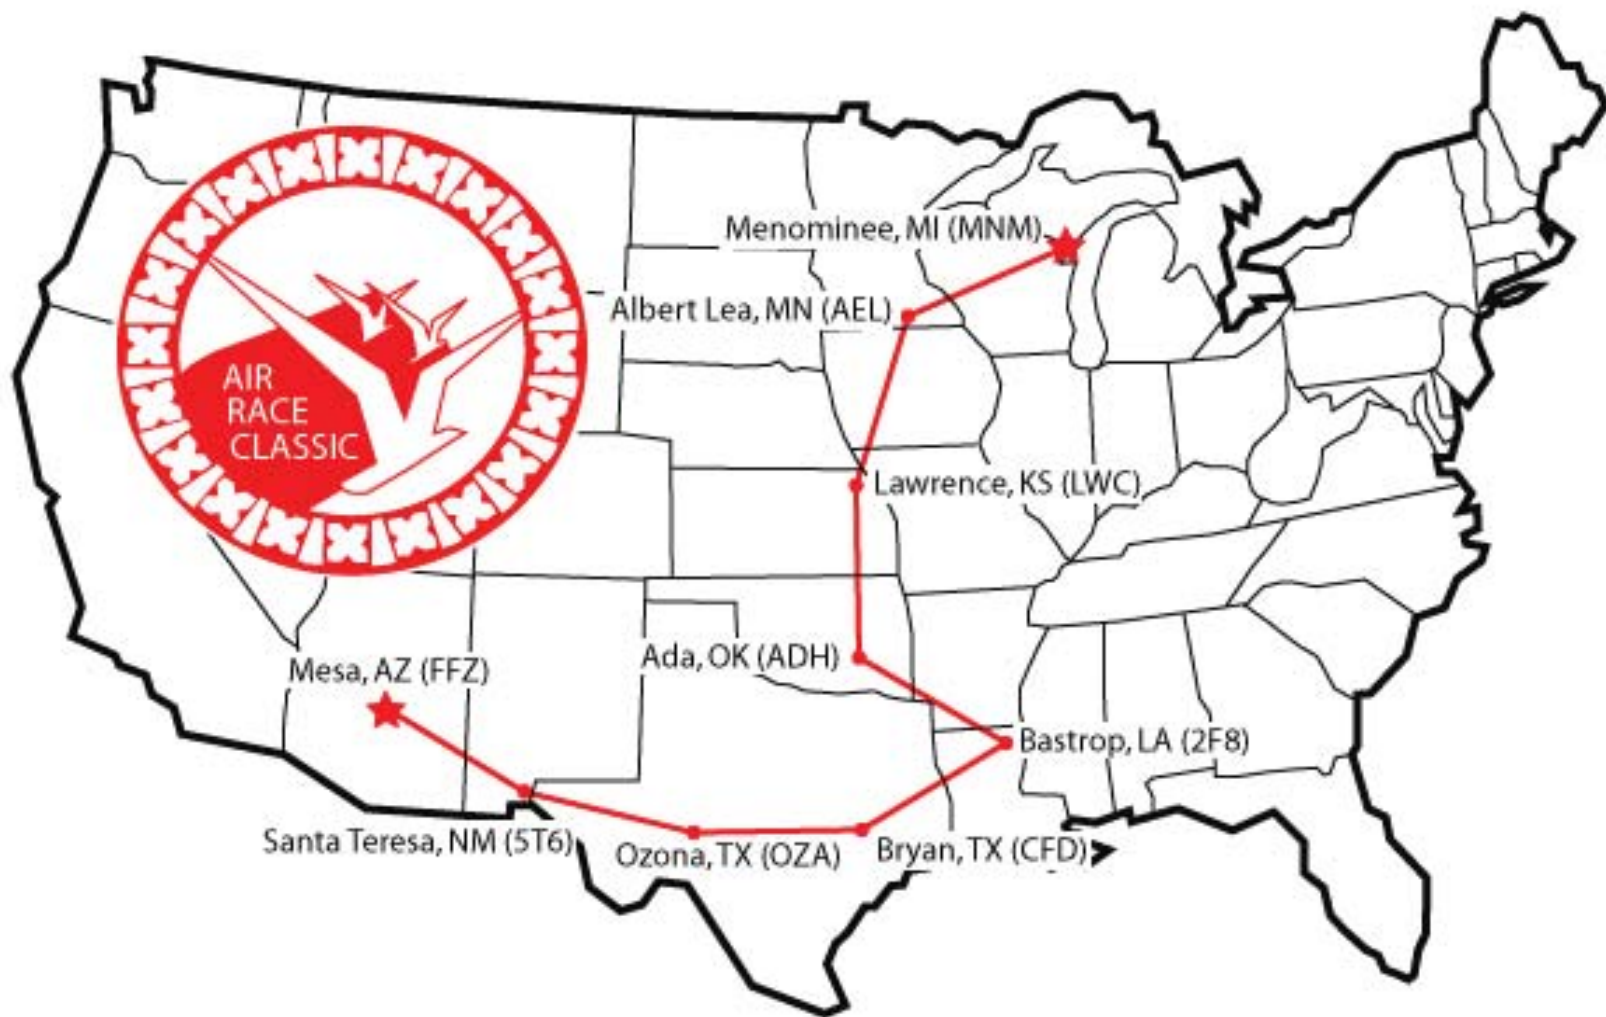 Menominee, MI (MNM)
Albert Lea, MN (AEL)
AIR
RACE
CLASSIC
Lawrence, KS (LWC)
Ada, OK (ADH)
Mesa, AZ (FFZ)
Bastrop, LA (2F8)
Santa Teresa, NM (5T6)
Ozona, TX (OZA)
Bryan, TX (CFD)